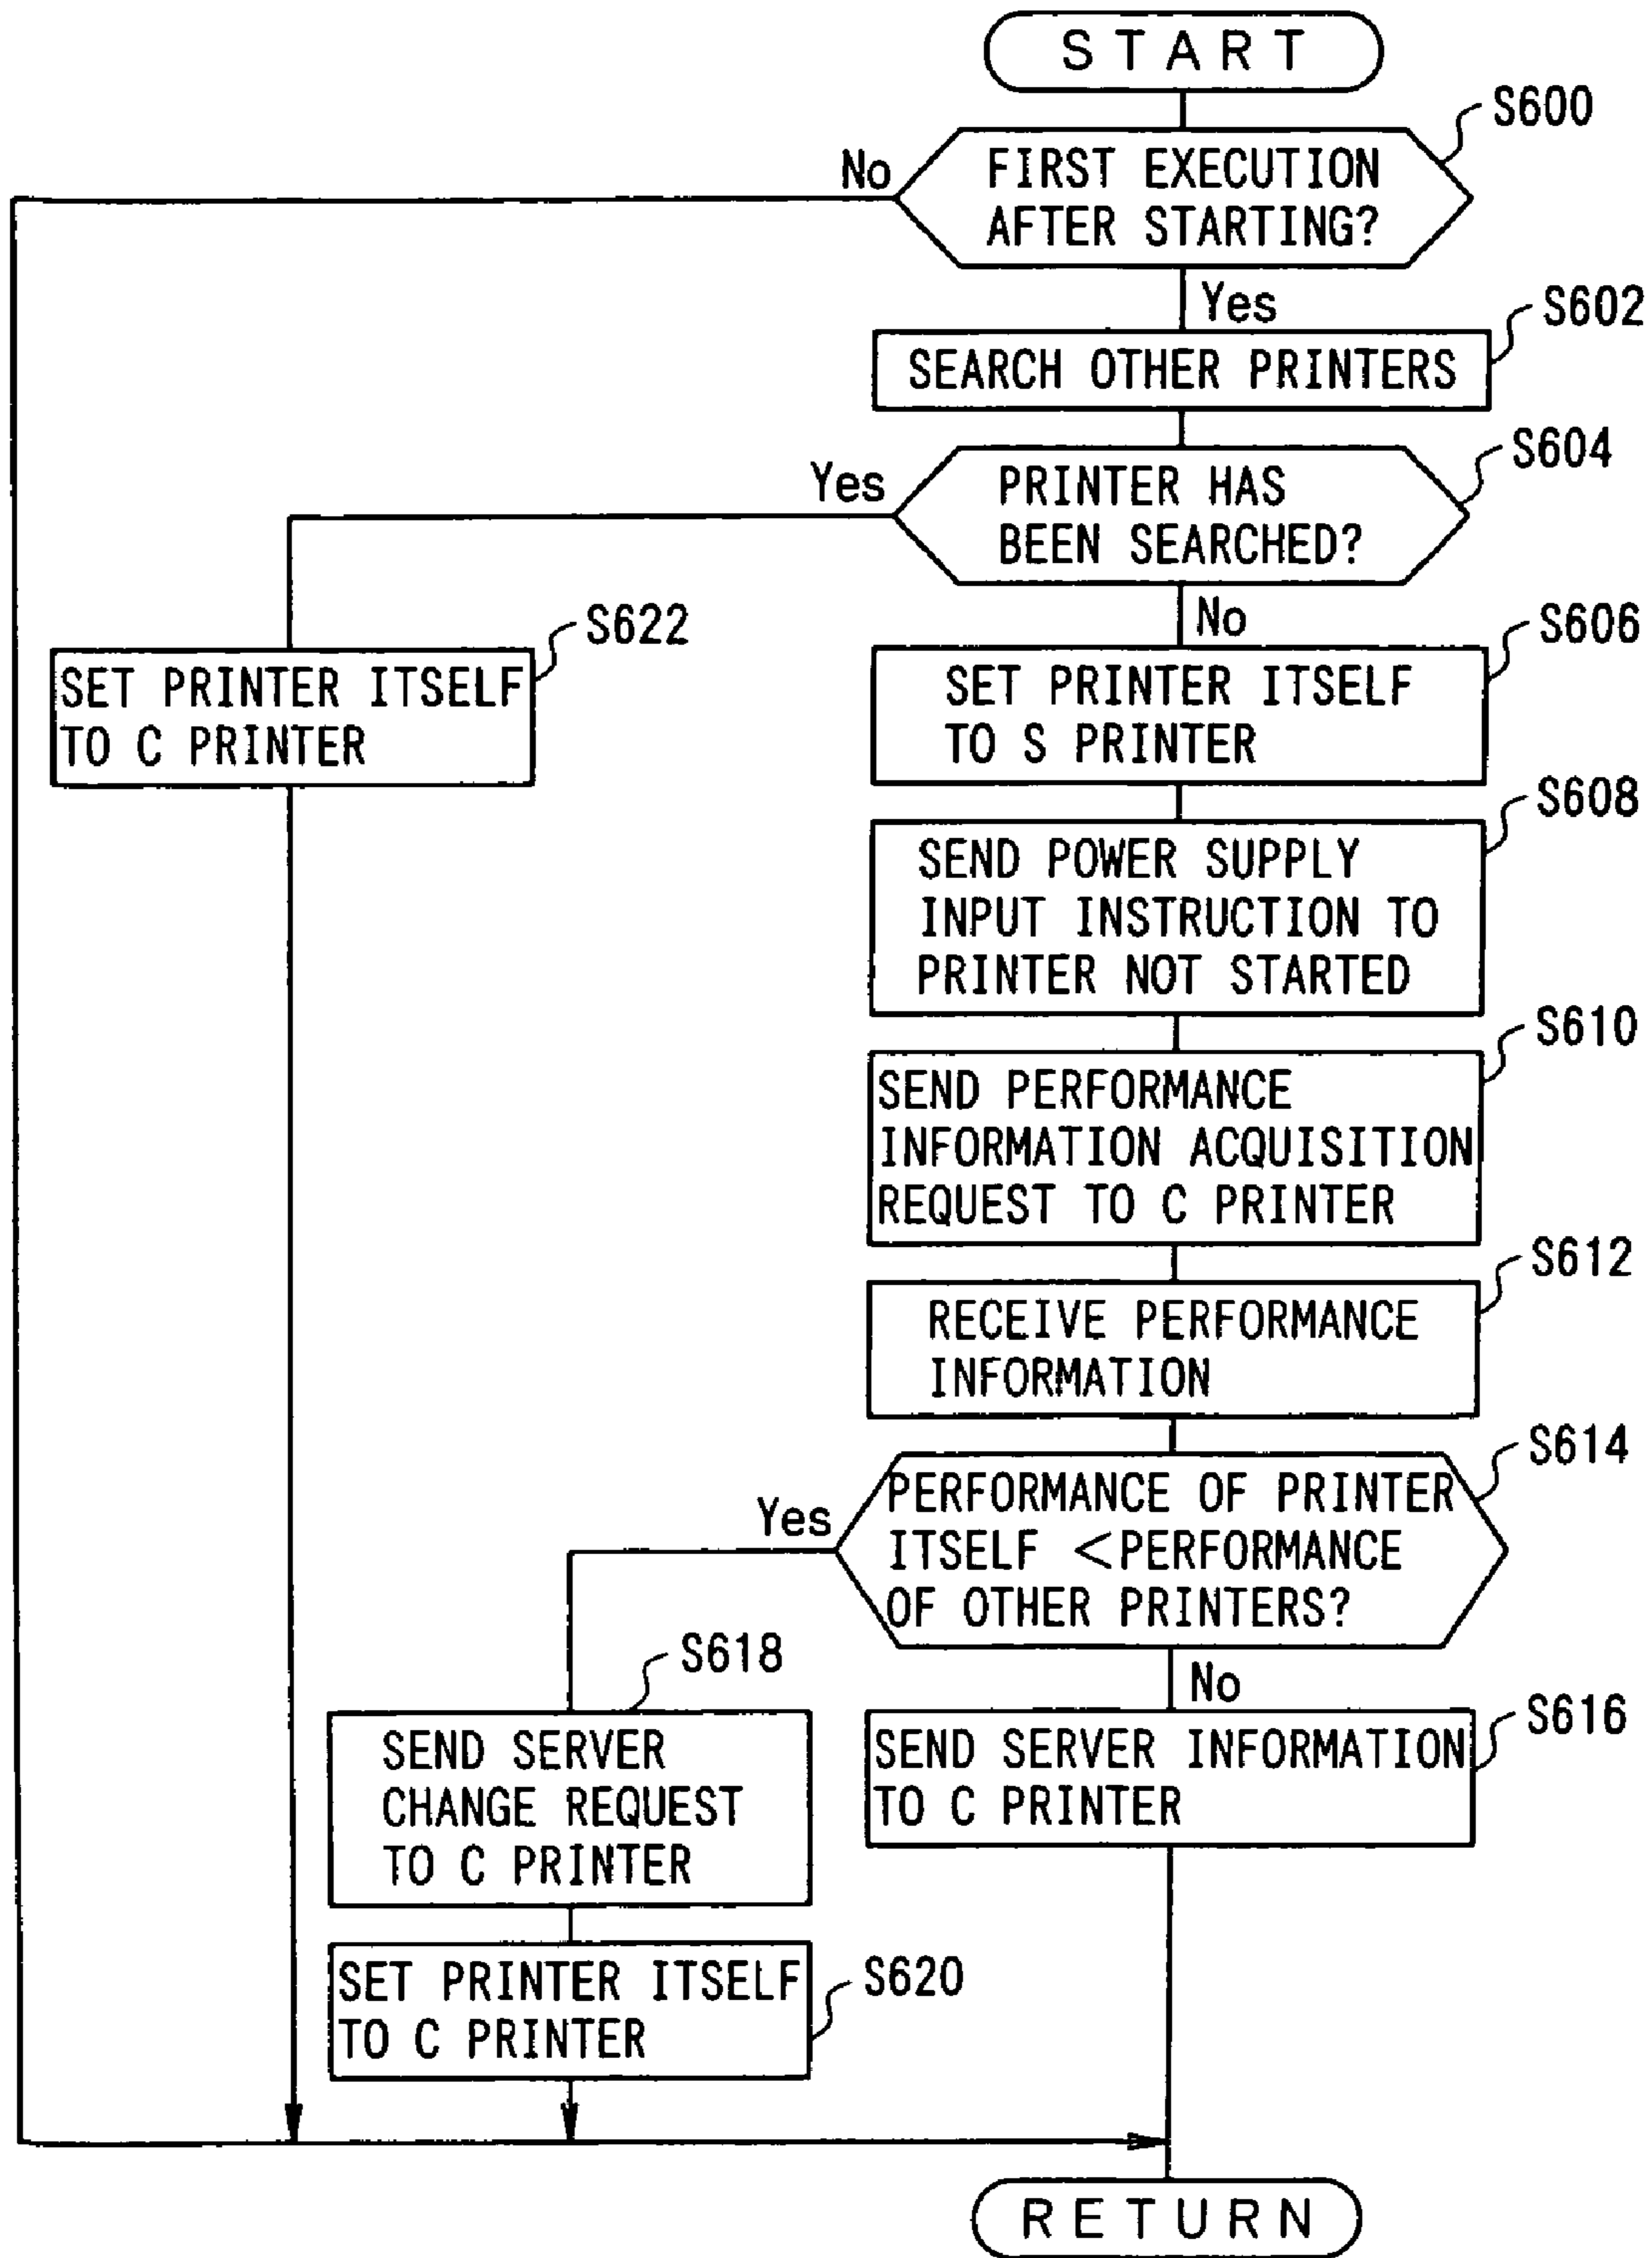 START
S600
No
FIRST EXECUTION
AFTER STARTING?
Yes
S602
SEARCH OTHER PRINTERS
S604
Yes
PRINTER HAS
BEEN SEARCHED?
No
S622
S606
SET PRINTER ITSELF
TO C PRINTER
SET PRINTER ITSELF
TO S PRINTER
S608
SEND POWER SUPPLY
INPUT INSTRUCTION TO
PRINTER NOT STARTED
S610
SEND PERFORMANCE
INFORMATION ACQUISITION
REQUEST TO C PRINTER
S612
RECEIVE PERFORMANCE
INFORMATION
S614
Yes
PERFORMANCE OF PRINTER
ITSELF <PERFORMANCE
OF OTHER PRINTERS?
No
S618
S616
SEND SERVER
CHANGE REQUEST
TO C PRINTER
SEND SERVER INFORMATION
TO C PRINTER
S620
SET PRINTER ITSELF
TO C PRINTER
RETURN